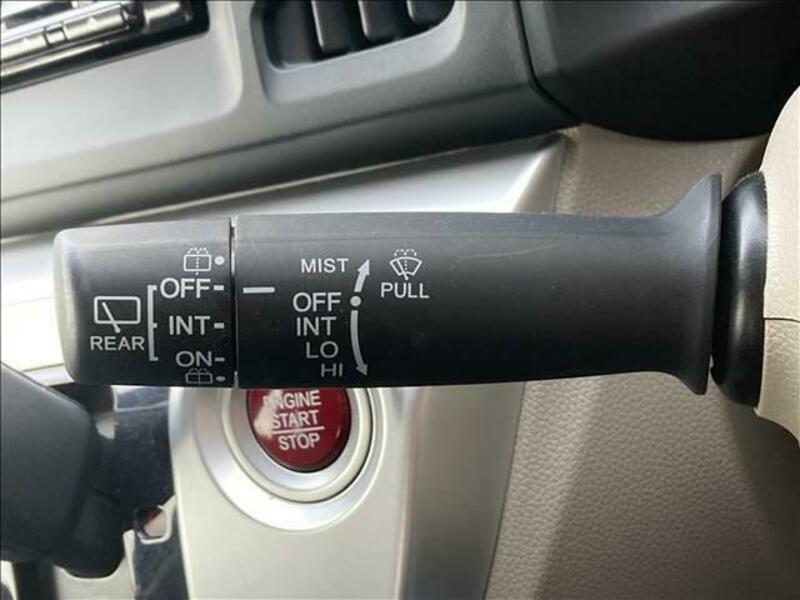 OFF
INT
ON
REAR
MIST
OFF
INT
LO
HI
PULL
ENGINE
START
STOP